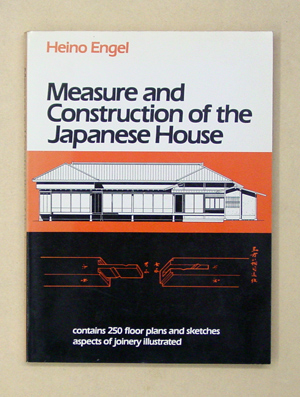 Heino Engel
Measure and
Construction of the
Japanese House
contains 250 floor plans and sketches
aspects of joinery illustrated